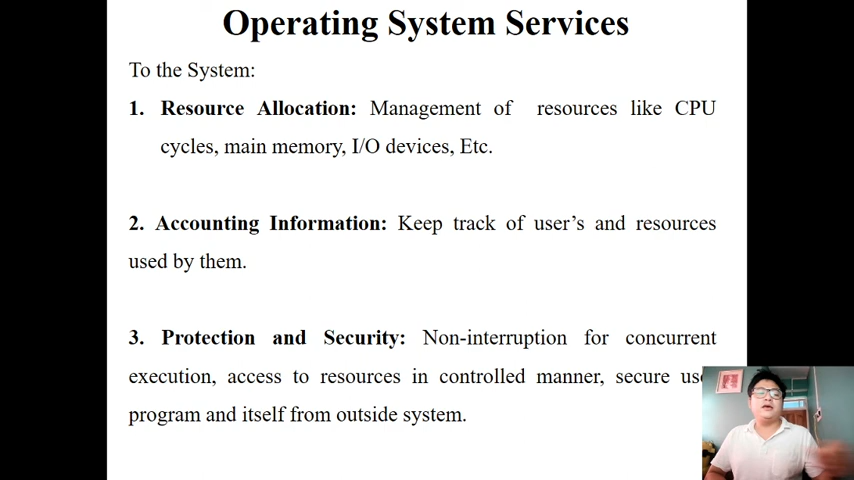 Operating System Services
To the System:
1. Resource Allocation: Management of resources like CPU
cycles, main memory, I/O devices, Etc.
2. Accounting Information: Keep track of user's and resources
used by them.
3. Protection and Security: Non-interruption for concurrent
execution, access to resources in controlled manner, secure
program and itself from outside system.